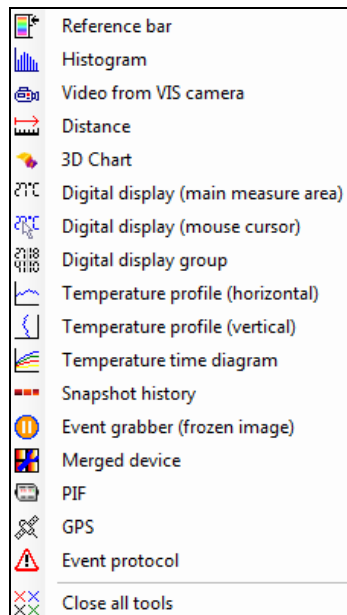 Reference bar
Histogram
Video from VIS camera
Distance
3D Chart
Digital display (main measure area)
Digital display (mouse cursor)
Digital display group
Temperature profile (horizontal)
Temperature profile (vertical)
Temperature time diagram
Snapshot history
Event grabber (frozen image)
Merged device
PIF
GPS
Event protocol
Close all tools